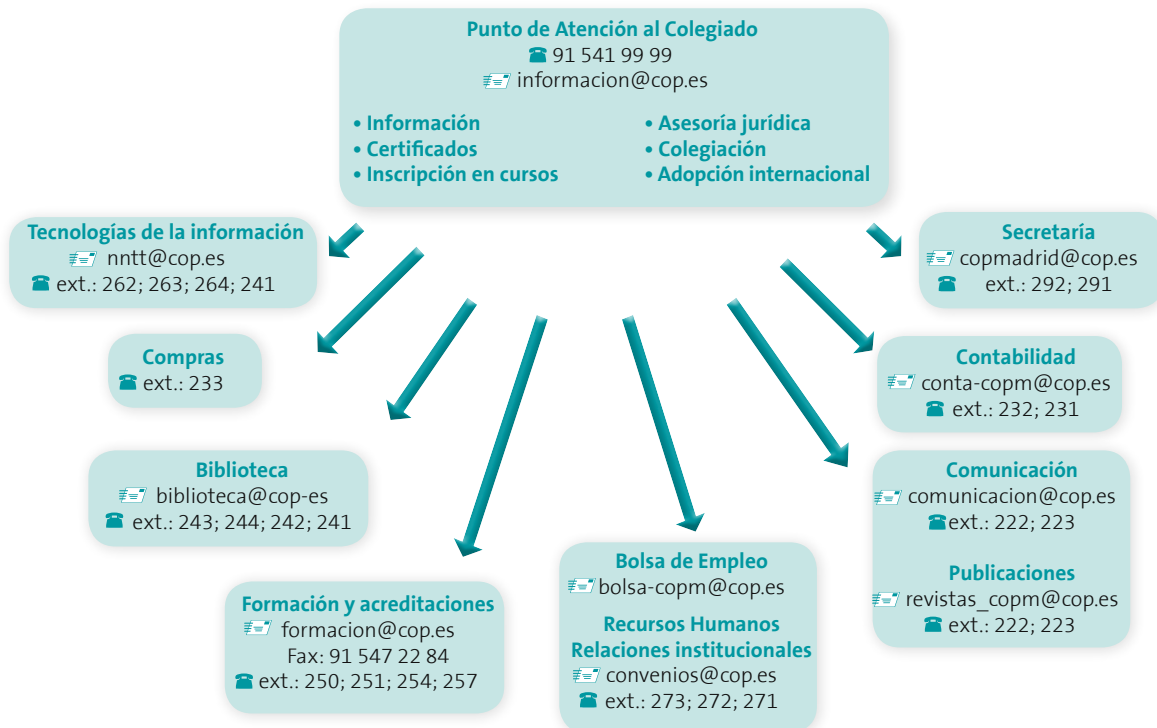 Punto de Atención al Colegiado
☎ 91 541 99 99
informacion@cop.es
• Información
• Certificados
• Inscripción en cursos
• Asesoría jurídica
• Colegiación
• Adopción internacional
Tecnologías de la información
nntt@cop.es
☎ ext.: 262; 263; 264; 241
Secretaría
copmadrid@cop.es
☎ ext.: 292; 291
Compras
☎ ext.: 233
Contabilidad
conta-copm@cop.es
☎ ext.: 232; 231
Biblioteca
biblioteca@cop-es
☎ ext.: 243; 244; 242; 241
Comunicación
comunicacion@cop.es
☎ext.: 222; 223
Publicaciones
revistas_copm@cop.es
☎ ext.: 222; 223
Formación y acreditaciones
formacion@cop.es
Fax: 91 547 22 84
☎ ext.: 250; 251; 254; 257
Bolsa de Empleo
bolsa-copm@cop.es
Recursos Humanos
Relaciones institucionales
convenios@cop.es
☎ ext.: 273; 272; 271